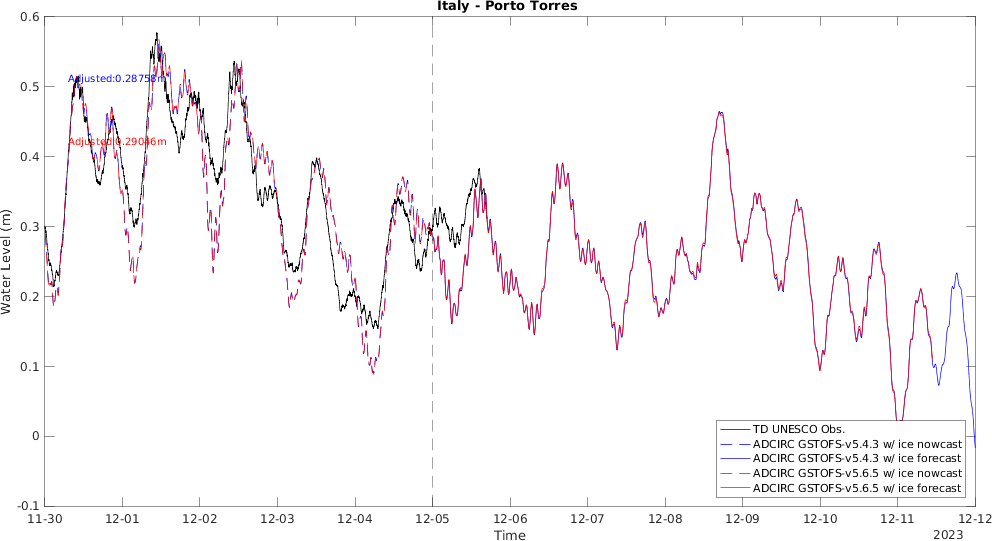 Italy - Porto Torres
Water Level (m)
0.6
0.5
0.4
0.3
0.2
0.1
0
-0.1
Adjusted:0.28758m
Adjusted:0.29046m
TD UNESCO Obs.
ADCIRC GSTOFS-v5.4.3 w/ ice nowcast
ADCIRC GSTOFS-v5.4.3 w/ ice forecast
ADCIRC GSTOFS-v5.6.5 w/ ice nowcast
ADCIRC GSTOFS-v5.6.5 w/ ice forecast
11-30 12-01 12-02 12-03 12-04 12-05 12-06 12-07 12-08 12-09 12-10 12-11 12-12
Time
2023